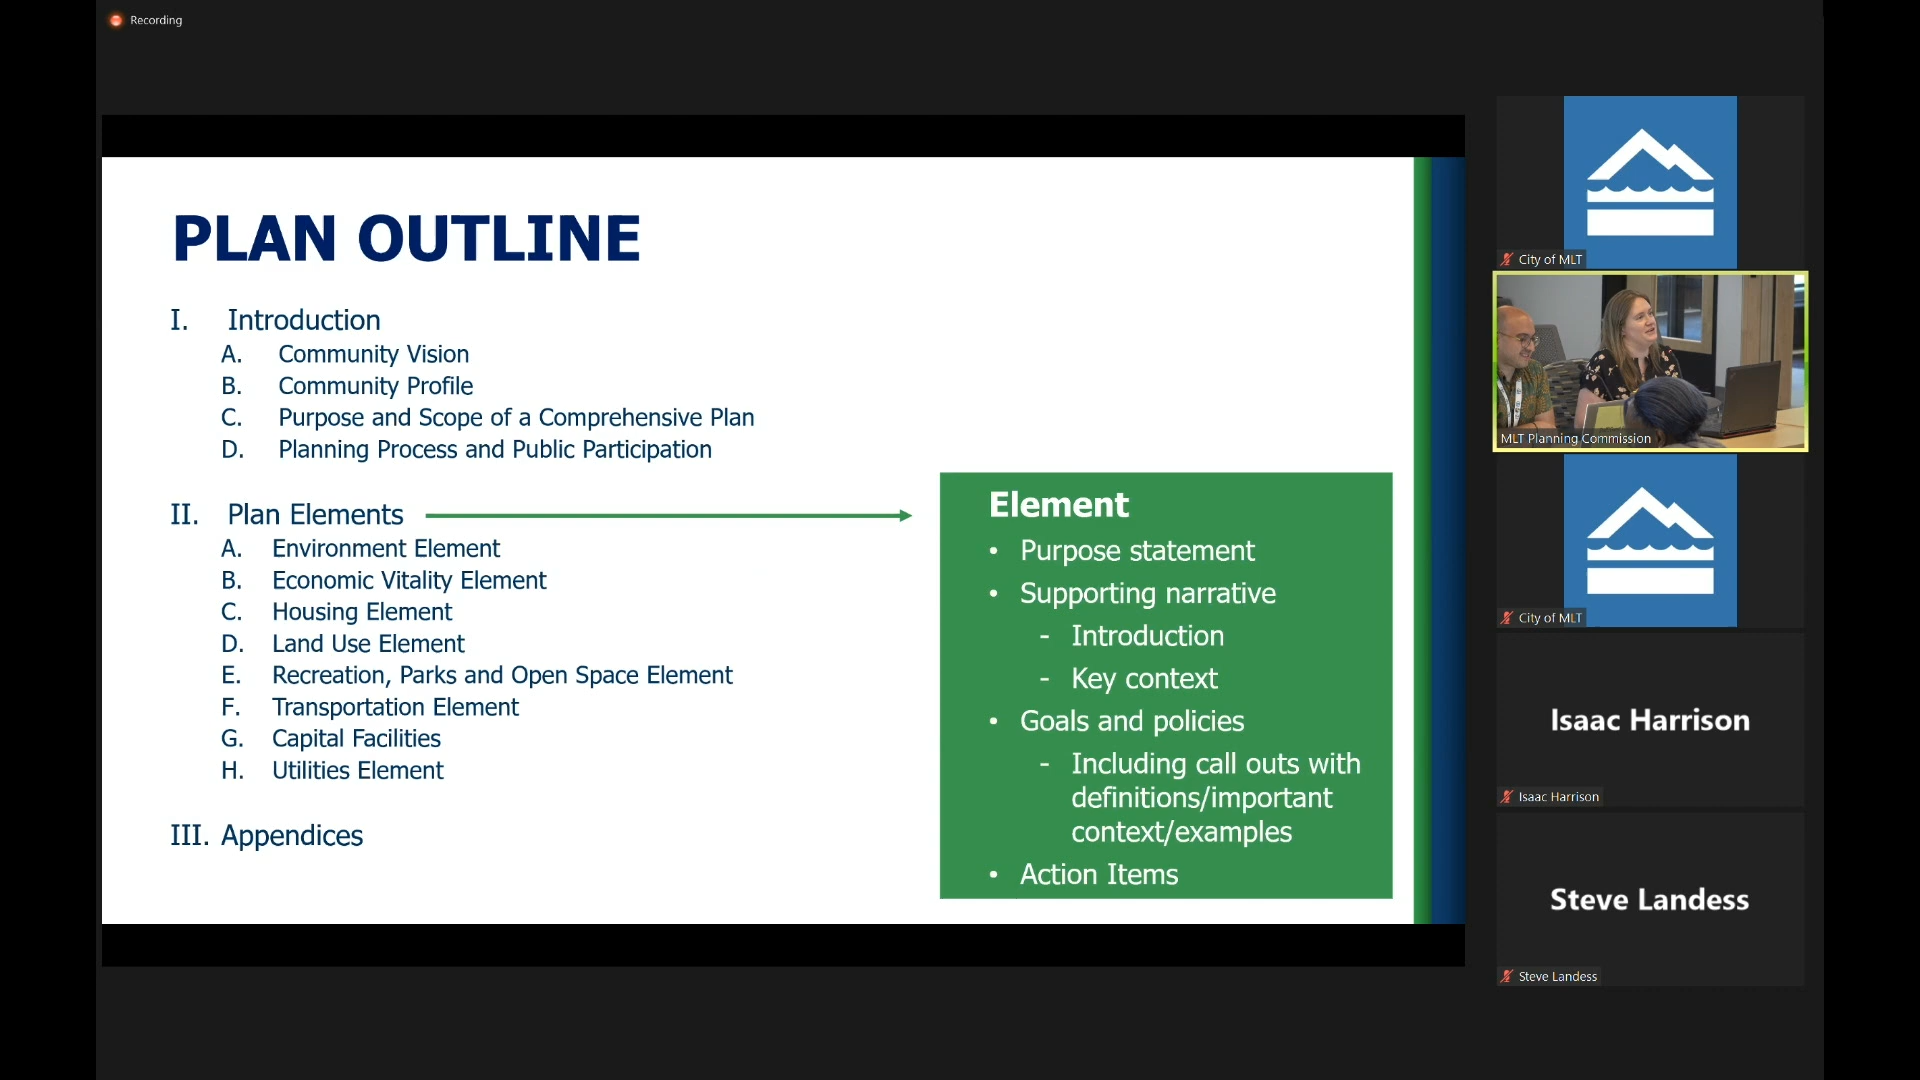 Recording
PLAN OUTLINE
I. Introduction
A. Community Vision
B. Community Profile
C. Purpose and Scope of a Comprehensive Plan
D. Planning Process and Public Participation
II. Plan Elements
A. Environment Element
B. Economic Vitality Element
C. Housing Element
D. Land Use Element
E. Recreation, Parks and Open Space Element
F. Transportation Element
G. Capital Facilities
H. Utilities Element
III. Appendices
Element
• Purpose statement
• Supporting narrative
- Introduction
- Key context
• Goals and policies
- Including call outs with
definitions/important
context/examples
• Action Items
City of MLT
MLT Planning Commission
City of MLT
Isaac Harrison
Isaac Harrison
Steve Landess
Steve Landess